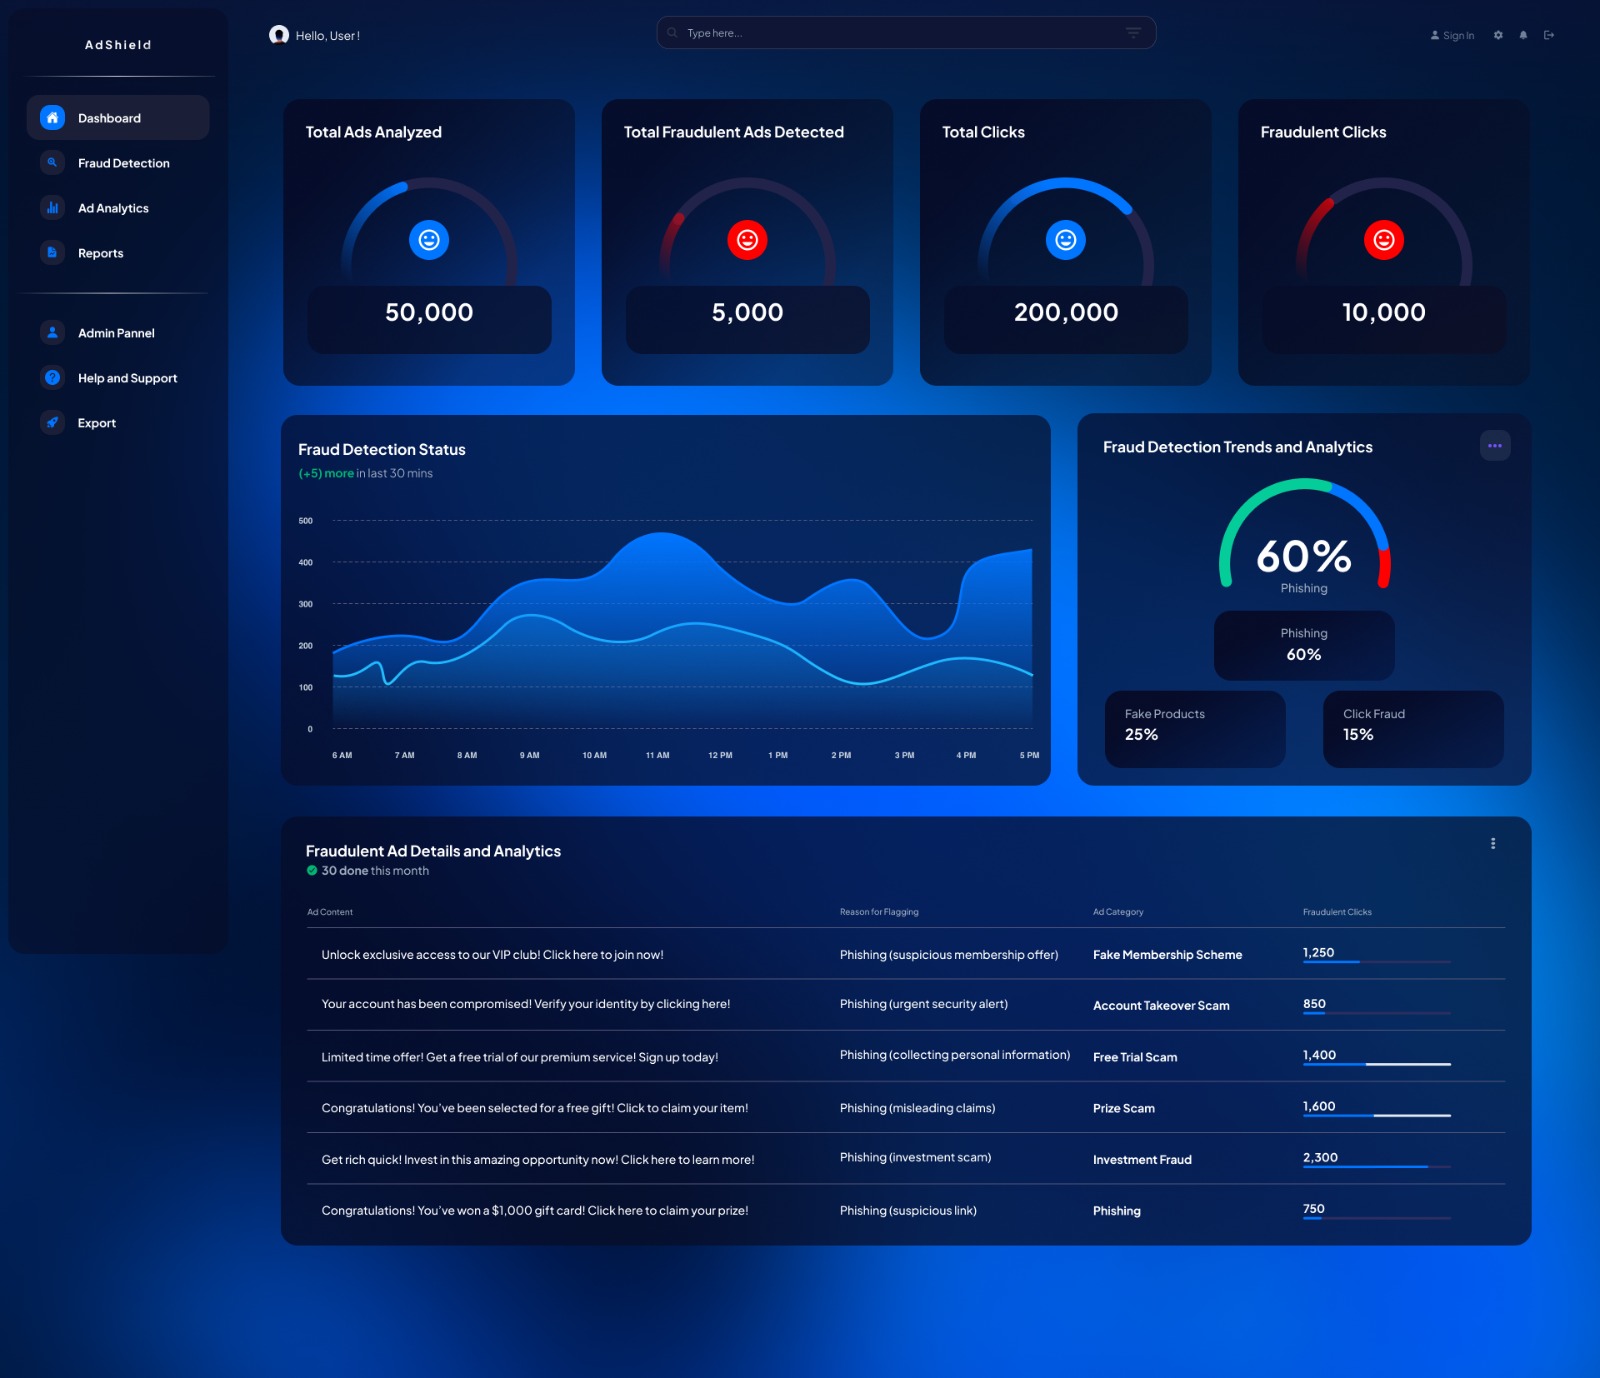 AdShield
Hello, User !
Type here...
Sign In
Dashboard
Fraud Detection
Ad Analytics
Reports
Admin Pannel
Help and Support
Export
Total Ads Analyzed
50,000
Total Fraudulent Ads Detected
5,000
Total Clicks
200,000
Fraudulent Clicks
10,000
Fraud Detection Status
(+5) more in last 30 mins
500
400
300
200
100
0
6 AM 7 AM 8 AM 9 AM 10 AM 11 AM 12 PM 1 PM 2 PM 3 PM 4 PM 5 PM
Fraud Detection Trends and Analytics
60%
Phishing
Phishing
60%
Fake Products
25%
Click Fraud
15%
Fraudulent Ad Details and Analytics
30 done this month
Ad Content Reason for Flagging Ad Category Fraudulent Clicks
Unlock exclusive access to our VIP club! Click here to join now! Phishing (suspicious membership offer) Fake Membership Scheme 1,250
Your account has been compromised! Verify your identity by clicking here! Phishing (urgent security alert) Account Takeover Scam 850
Limited time offer! Get a free trial of our premium service! Sign up today! Phishing (collecting personal information) Free Trial Scam 1,400
Congratulations! You've been selected for a free gift! Click to claim your item! Phishing (misleading claims) Prize Scam 1,600
Get rich quick! Invest in this amazing opportunity now! Click here to learn more! Phishing (investment scam) Investment Fraud 2,300
Congratulations! You've won a $1,000 gift card! Click here to claim your prize! Phishing (suspicious link) Phishing 750